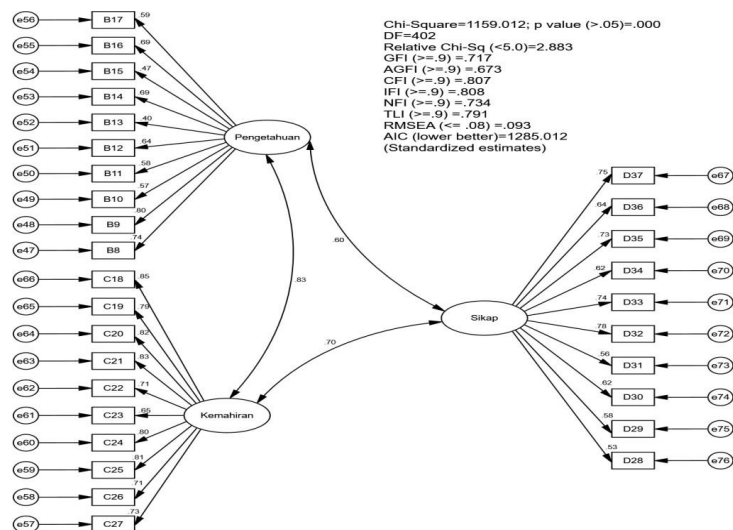 Chi-Square=1159.012; p value (>.05)=.000
DF=402
Relative Chi-Sq (<5.0)=2.883
GFI (>=.9) =.717
AGFI (>=.9) =.673
CFI (>=.9) =.807
IFI (>=.9) =.808
NFI (>=.9) =.734
TLI (>=.9) =.791
RMSEA (<= .08) =.093
AIC (lower better)=1285.012
(Standardized estimates)
e56 B17 .59
e55 B16 .69
e54 B15 .47
e53 B14 .69
e52 B13 .40
e51 B12 .64
e50 B11 .58
e49 B10 .57
e48 B9 .80
e47 B8 .74
Pengetahuan
e66 C18 .85
e65 C19 .79
e64 C20 .82
e63 C21 .83
e62 C22 .71
e61 C23 .65
e60 C24 .80
e59 C25 .81
e58 C26 .71
e57 C27 .73
Kemahiran
.60
.83
.70
Sikap
.75 D37 e67
.64 D36 e68
.73 D35 e69
.62 D34 e70
.74 D33 e71
.78 D32 e72
.56 D31 e73
.62 D30 e74
.58 D29 e75
.53 D28 e76